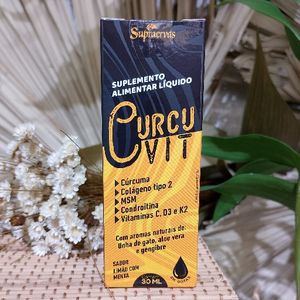 Supraervas
SUPLEMENTO
ALIMENTAR LÍQUIDO
CURCU
VIT
Cúrcuma
Colágeno tipo 2
MSM
Condroitina
Vitaminas C, D3 e K2
Com aromas naturais de:
Unha de gato, aloe vera
e gengibre
SABOR
LIMÃO COM
MENTA
30 ML